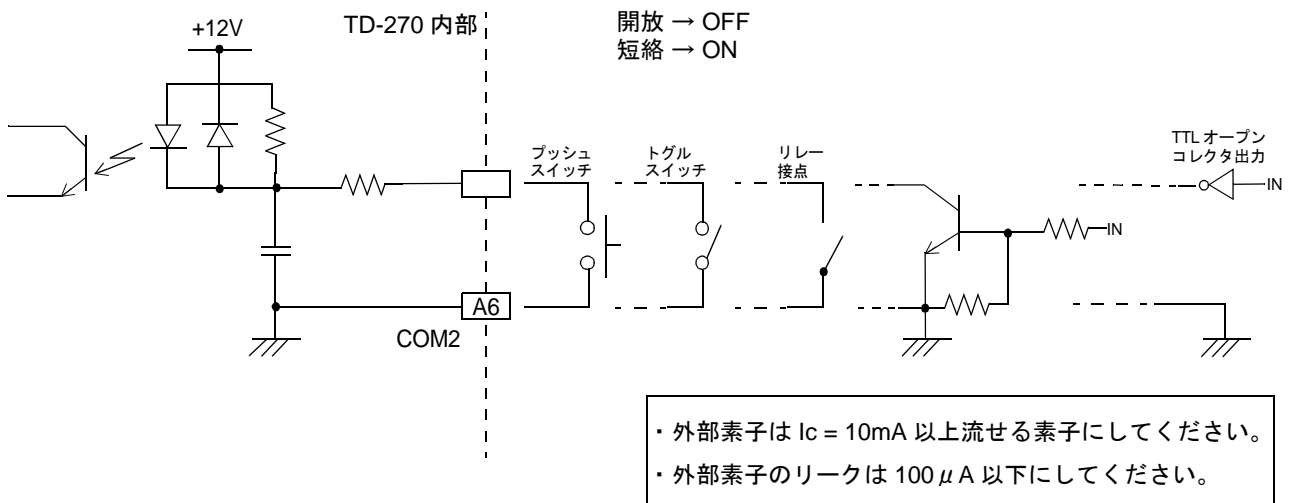 +12V
TD-270 内部
開放 → OFF
短絡 → ON
プッシュ
スイッチ
トグル
スイッチ
リレー
接点
TTL オープン
コレクタ出力
IN
IN
A6
COM2
・外部素子は Ic = 10mA 以上流せる素子にしてください。
・外部素子のリークは 100 μ A 以下にしてください。